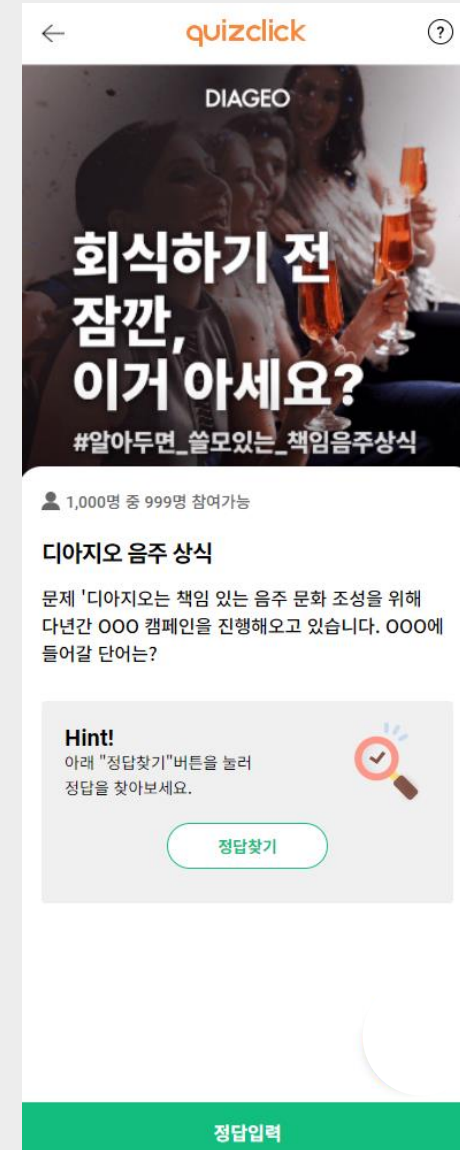 quizclick
?
DIAGEO
회식하기 전
잠깐,
이거 아세요?
#알아두면_쓸모있는_책임음주상식
1,000명 중 999명 참여가능
디아지오 음주 상식
문제 '디아지오는 책임 있는 음주 문화 조성을 위해
다년간 OOO 캠페인을 진행해오고 있습니다. OOO에
들어갈 단어는?
Hint!
아래 "정답찾기"버튼을 눌러
정답을 찾아보세요.
정답찾기
정답입력